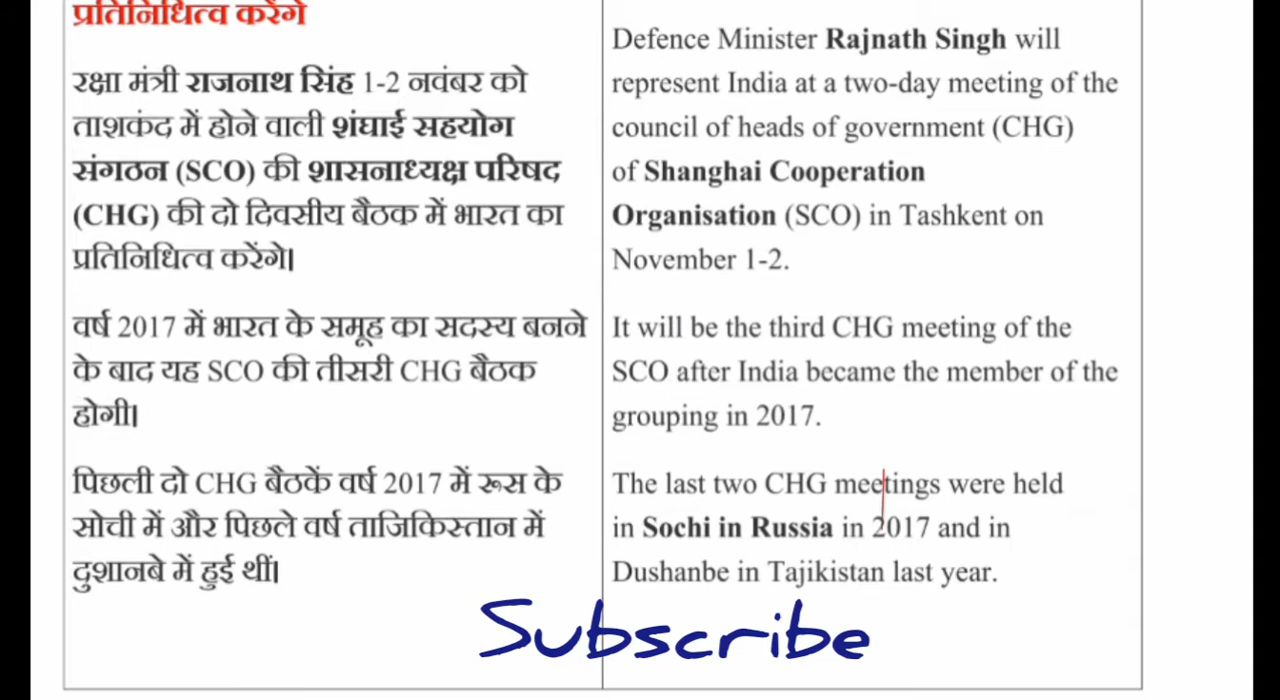 प्रतिनिधित्व करेंगे
रक्षा मंत्री राजनाथ सिंह 1-2 नवंबर को
ताशकंद में होने वाली शंघाई सहयोग
संगठन (SCO) की शासनाध्यक्ष परिषद
(CHG) की दो दिवसीय बैठक में भारत का
प्रतिनिधित्व करेंगे।
वर्ष 2017 में भारत के समूह का सदस्य बनने
के बाद यह SCO की तीसरी CHG बैठक
होगी।
पिछली दो CHG बैठकें वर्ष 2017 में रूस के
सोची में और पिछले वर्ष ताजिकिस्तान में
दुशानबे में हुई थीं।
Defence Minister Rajnath Singh will
represent India at a two-day meeting of the
council of heads of government (CHG)
of Shanghai Cooperation
Organisation (SCO) in Tashkent on
November 1-2.
It will be the third CHG meeting of the
SCO after India became the member of the
grouping in 2017.
The last two CHG meetings were held
in Sochi in Russia in 2017 and in
Dushanbe in Tajikistan last year.
Subscribe